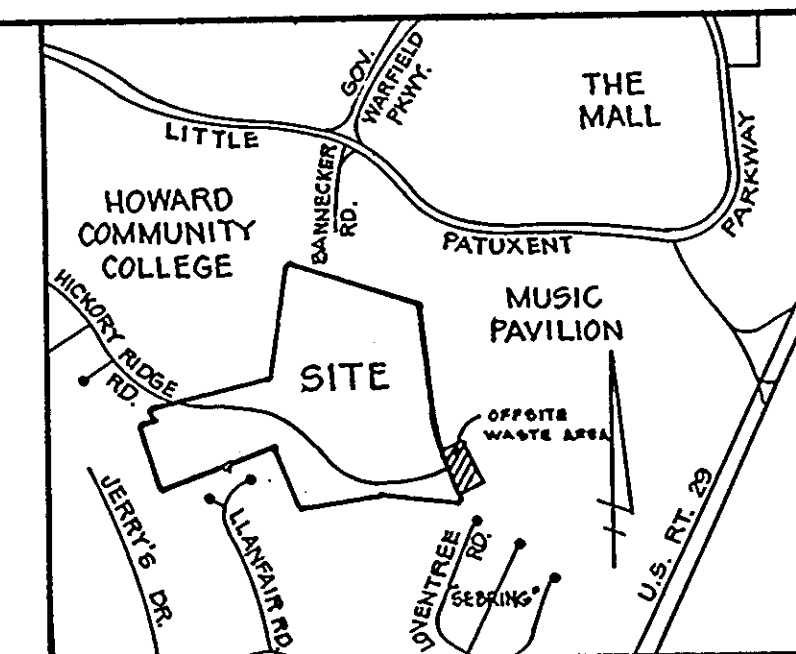 GOV.
WARFIELD
PKWY.
THE
MALL
LITTLE
PARKWAY
BANNECKER
RD.
HOWARD
COMMUNITY
COLLEGE
PATUXENT
HICKORY RIDGE
RD.
MUSIC
PAVILION
SITE
OFFSITE
WASTE AREA
JERRY'S DR.
LLANFAIR RD.
LOVENTREE
RD.
"SEBRING"
U.S. RT. 29